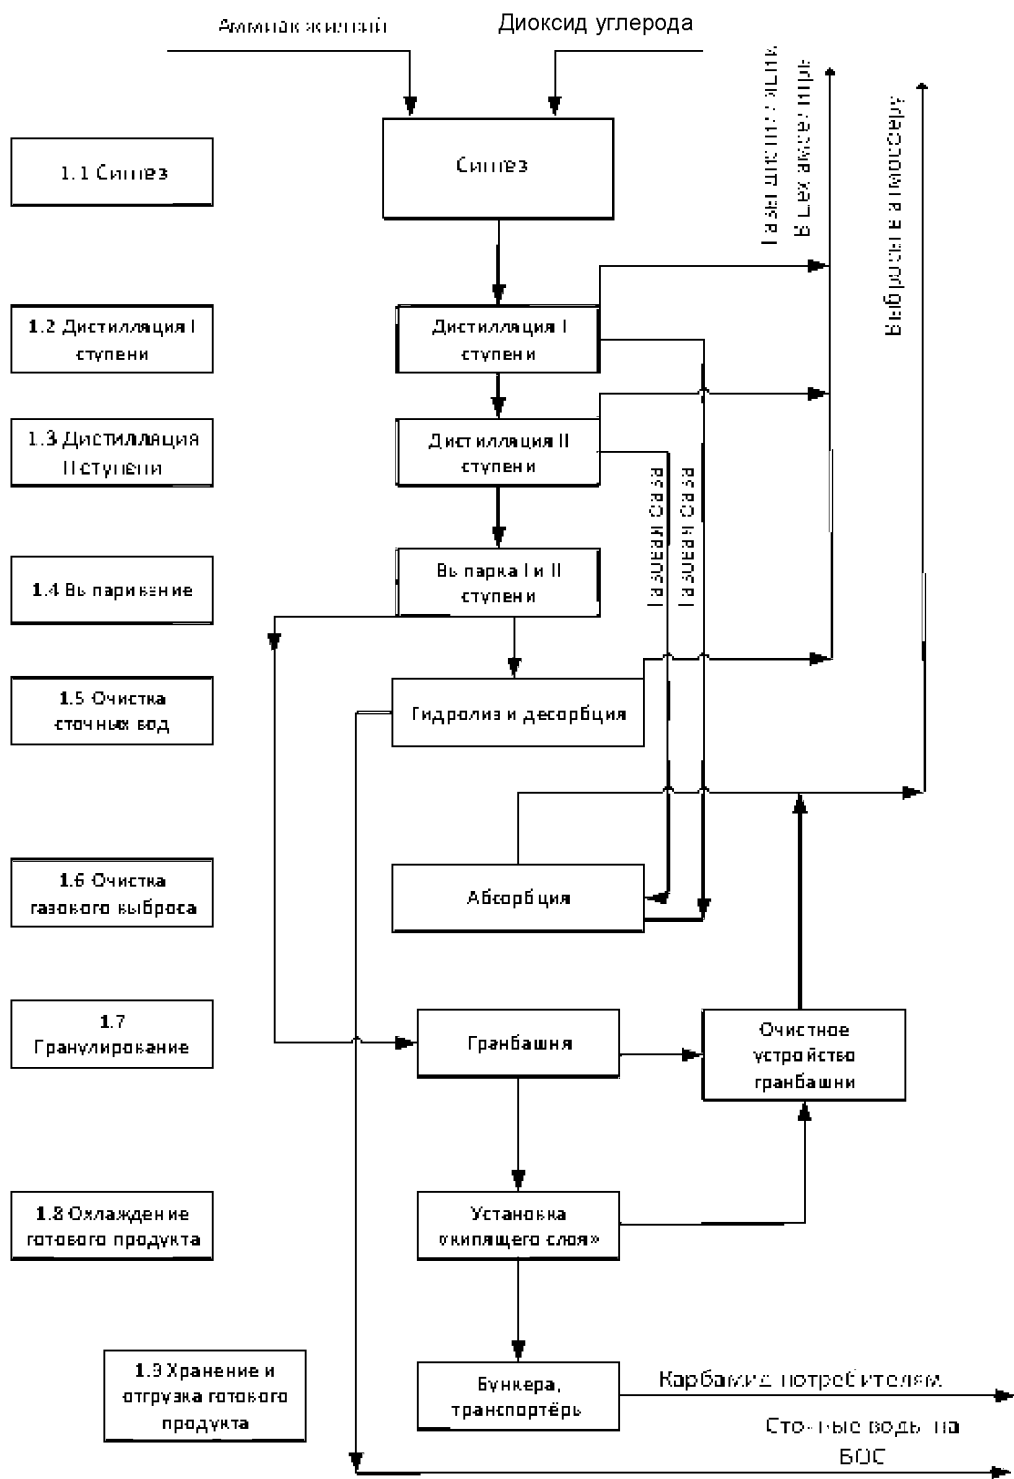 Аммиак жидкий
Диоксид углерода
Газы дистилляции
В цех амселитры
Выбросы в атмосферу
1.1 Синтез
Синтез
1.2 Дистилляция I
ступени
Дистилляция I
ступени
1.3 Дистилляция
II ступени
Дистилляция II
ступени
Газовая фаза
Газовая фаза
1.4 Выпаривание
Выпарка I и II
ступени
1.5 Очистка
сточных вод
Гидролиз и десорбция
1.6 Очистка
газового выброса
Абсорбция
1.7
Гранулирование
Гранбашня
Очистное
устройство
гранбашни
1.8 Охлаждение
готового продукта
Установка
«кипящего слоя»
1.9 Хранение и
отгрузка готового
продукта
Бункера,
транспортёры
Карбамид потребителям
Сточные воды на
БОС